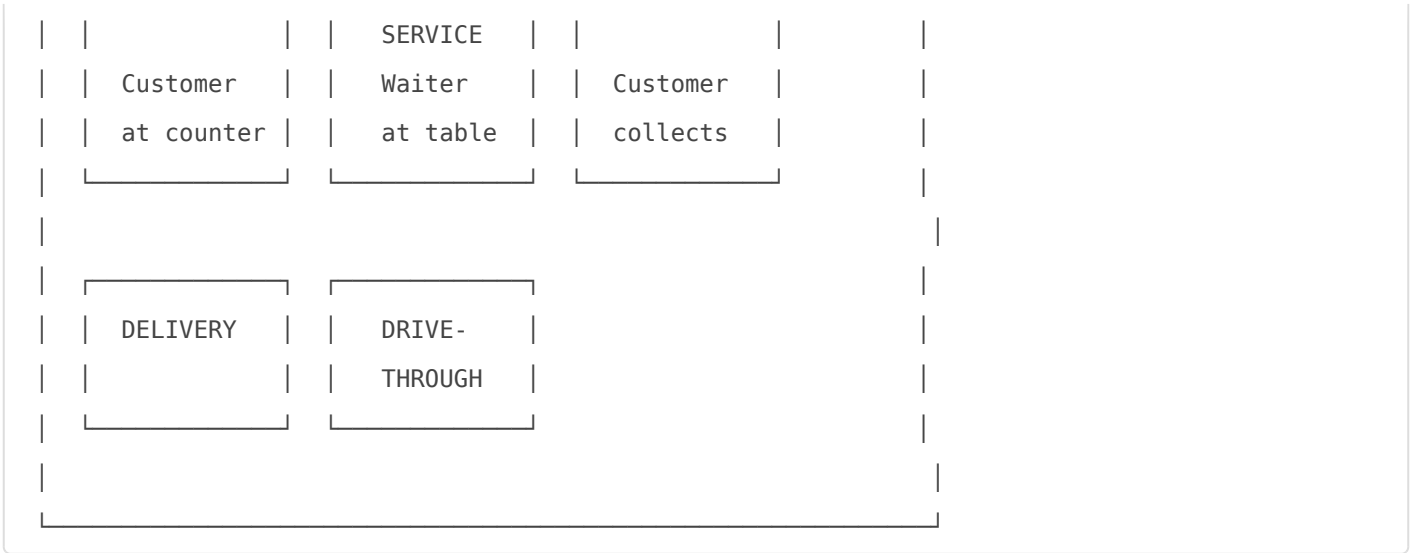 SERVICE
Customer Waiter Customer
at counter at table collects
DELIVERY DRIVE-
THROUGH